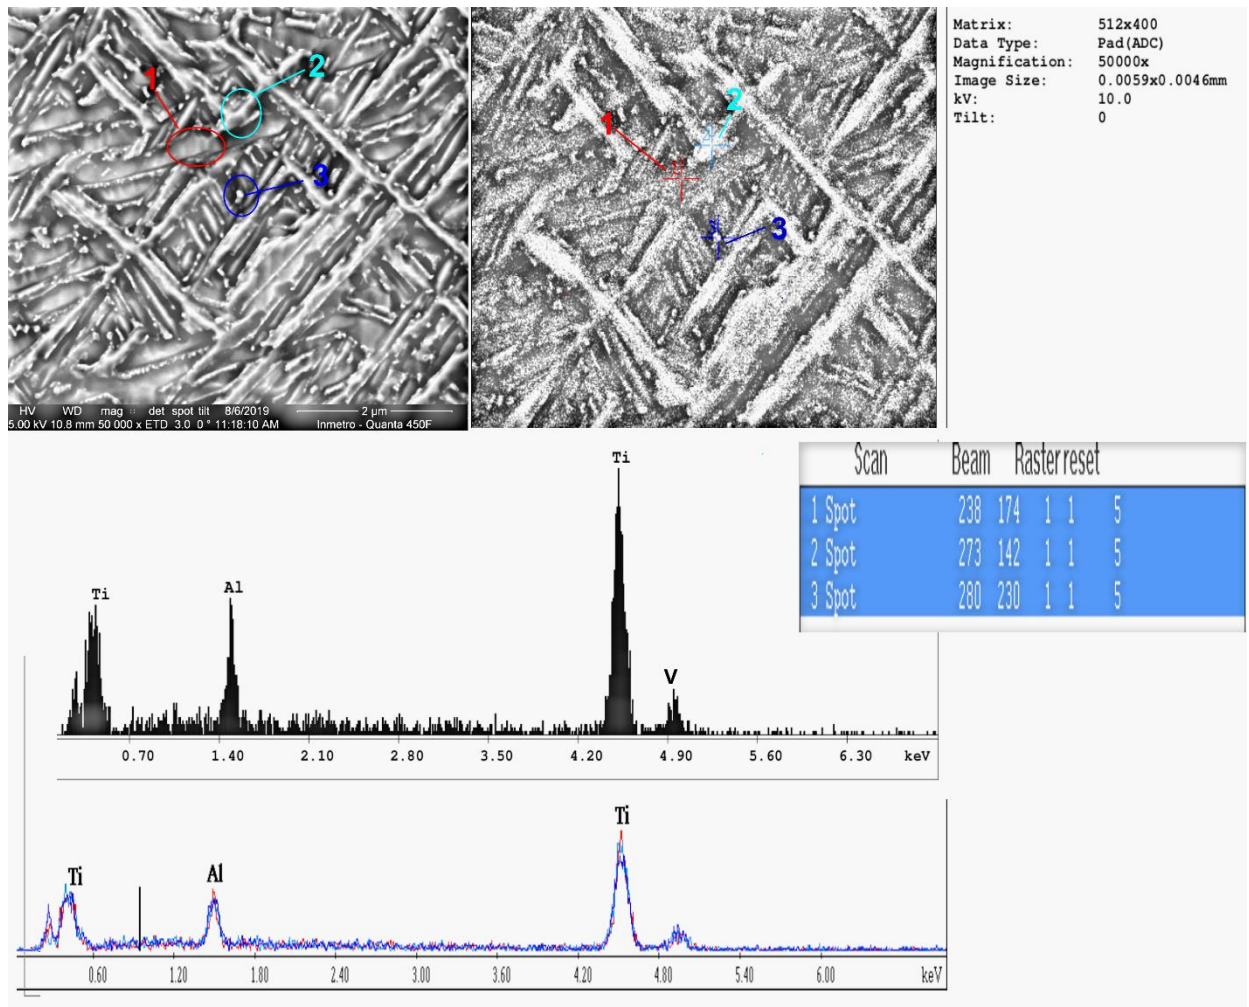 1
2
3
HV WD mag det spot tilt 8/6/2019 2 µm
5.00 kV 10.8 mm 50 000 x ETD 3.0 0 ° 11:18:10 AM Inmetro - Quanta 450F
1
2
3
Matrix: 512x400
Data Type: Pad(ADC)
Magnification: 50000x
Image Size: 0.0059x0.0046mm
kV: 10.0
Tilt: 0
Ti
Al
Ti
V
0.70 1.40 2.10 2.80 3.50 4.20 4.90 5.60 6.30 keV
Scan Beam Raster reset
1 Spot 238 174 1 1 5
2 Spot 273 142 1 1 5
3 Spot 280 230 1 1 5
Ti
Al
Ti
0.60 1.20 1.80 2.40 3.00 3.60 4.20 4.80 5.40 6.00 keV